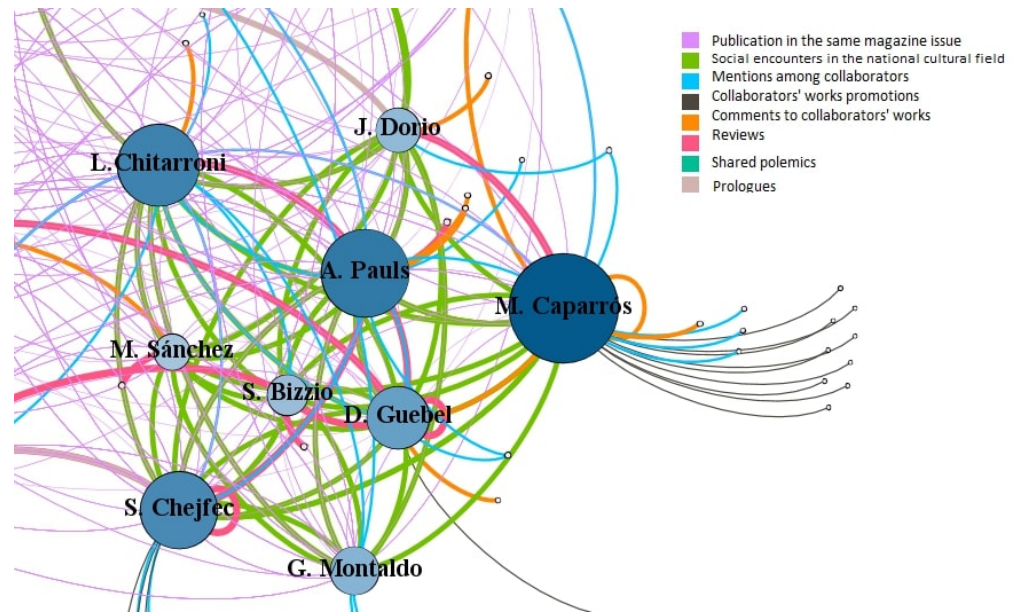 Publication in the same magazine issue
Social encounters in the national cultural field
Mentions among collaborators
Collaborators' works promotions
Comments to collaborators' works
Reviews
Shared polemics
Prologues
J. Dorio
L. Chitarroni
A. Pauls
M. Caparrós
M. Sánchez
S. Bizzio
D. Guebel
S. Chejfec
G. Montaldo